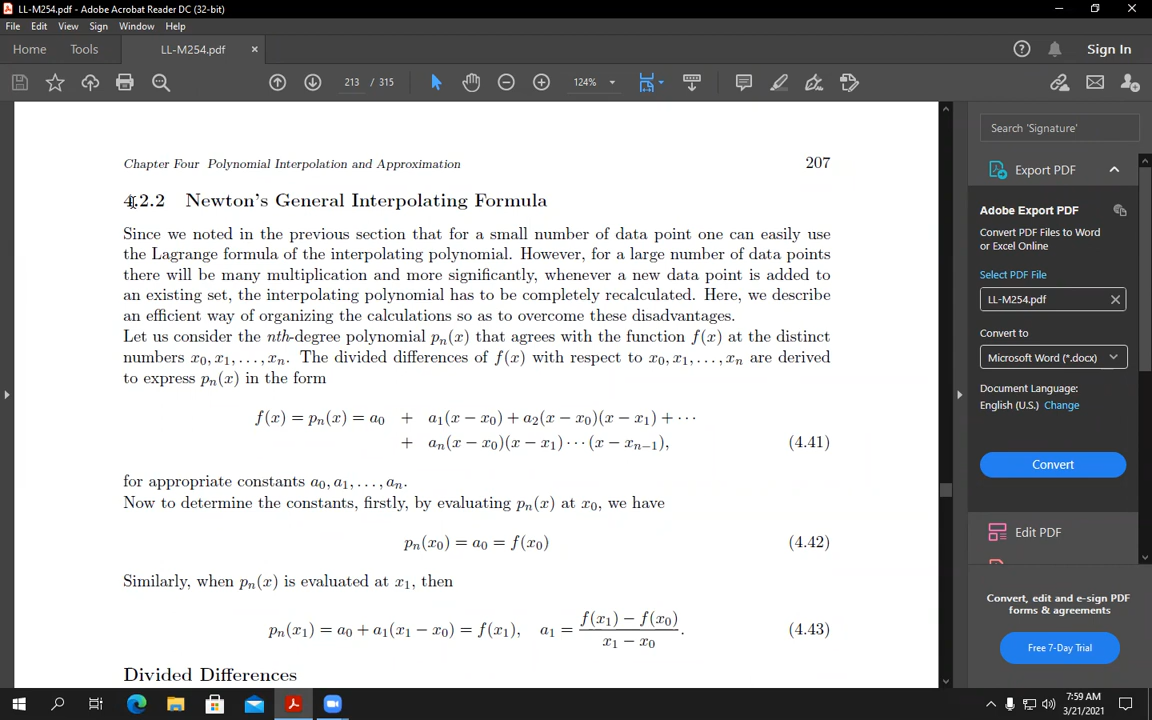 LL-M254.pdf - Adobe Acrobat Reader DC (32-bit)
File Edit View Sign Window Help
Home Tools LL-M254.pdf × Sign In
213 / 315 124%
Search 'Signature'
Export PDF
Adobe Export PDF
Convert PDF Files to Word
or Excel Online
Select PDF File
LL-M254.pdf
Convert to
Microsoft Word (*.docx)
Document Language:
English (U.S.) Change
Convert
Edit PDF
Convert, edit and e-sign PDF
forms & agreements
Free 7-Day Trial
Chapter Four Polynomial Interpolation and Approximation 207
4.2.2 Newton's General Interpolating Formula
Since we noted in the previous section that for a small number of data point one can easily use
the Lagrange formula of the interpolating polynomial. However, for a large number of data points
there will be many multiplication and more significantly, whenever a new data point is added to
an existing set, the interpolating polynomial has to be completely recalculated. Here, we describe
an efficient way of organizing the calculations so as to overcome these disadvantages.
Let us consider the nth-degree polynomial pₙ(x) that agrees with the function f(x) at the distinct
numbers x₀, x₁, . . . , xₙ. The divided differences of f(x) with respect to x₀, x₁, . . . , xₙ are derived
to express pₙ(x) in the form
f(x) = pₙ(x) = a₀ + a₁(x − x₀) + a₂(x − x₀)(x − x₁) + ⋯
+ aₙ(x − x₀)(x − x₁) ⋯ (x − xₙ₋₁), (4.41)
for appropriate constants a₀, a₁, . . . , aₙ.
Now to determine the constants, firstly, by evaluating pₙ(x) at x₀, we have
pₙ(x₀) = a₀ = f(x₀) (4.42)
Similarly, when pₙ(x) is evaluated at x₁, then
pₙ(x₁) = a₀ + a₁(x₁ − x₀) = f(x₁), a₁ = f(x₁) − f(x₀) / x₁ − x₀ . (4.43)
Divided Differences
7:59 AM
3/21/2021